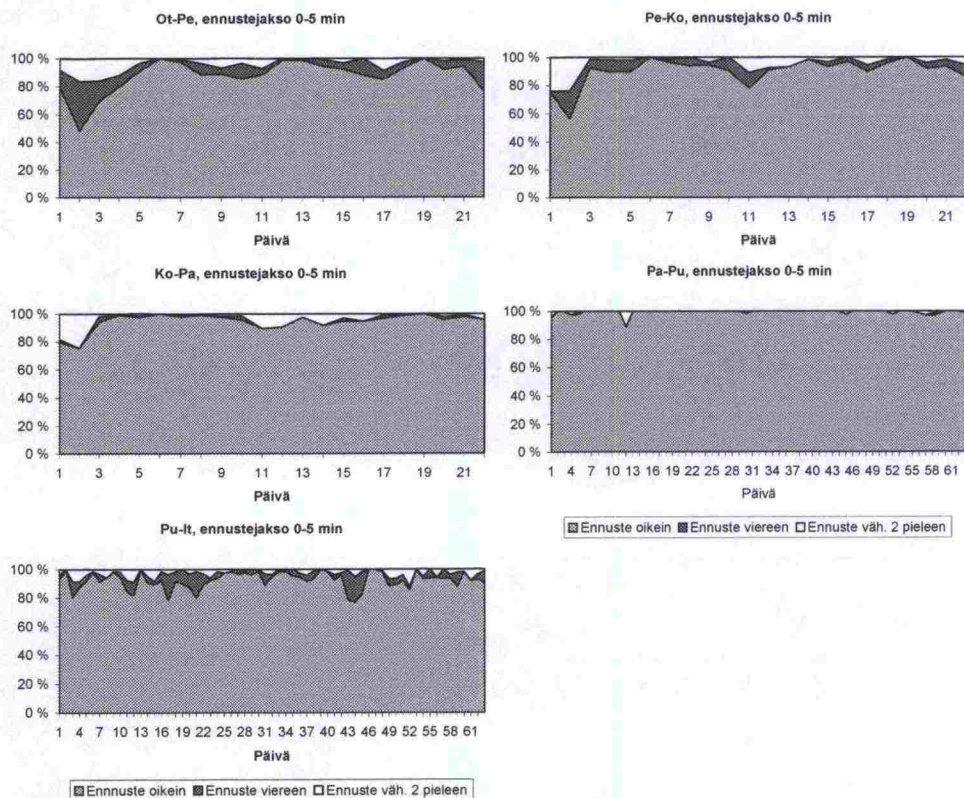 Ot-Pe, ennustejakso 0-5 min
100 %
80 %
60 %
40 %
20 %
0 %
1 3 5 7 9 11 13 15 17 19 21
Päivä
Pe-Ko, ennustejakso 0-5 min
100 %
80 %
60 %
40 %
20 %
0 %
1 3 5 7 9 11 13 15 17 19 21
Päivä
Ko-Pa, ennustejakso 0-5 min
100 %
80 %
60 %
40 %
20 %
0 %
1 3 5 7 9 11 13 15 17 19 21
Päivä
Pa-Pu, ennustejakso 0-5 min
100 %
80 %
60 %
40 %
20 %
0 %
1 4 7 10 13 16 19 22 25 28 31 34 37 40 43 46 49 52 55 58 61
Päivä
Ennuste oikein Ennuste viereen Ennuste väh. 2 pieleen
Pu-It, ennustejakso 0-5 min
100 %
80 %
60 %
40 %
20 %
0 %
1 4 7 10 13 16 19 22 25 28 31 34 37 40 43 46 49 52 55 58 61
Päivä
Ennnuste oikein Ennuste viereen Ennuste väh. 2 pieleen